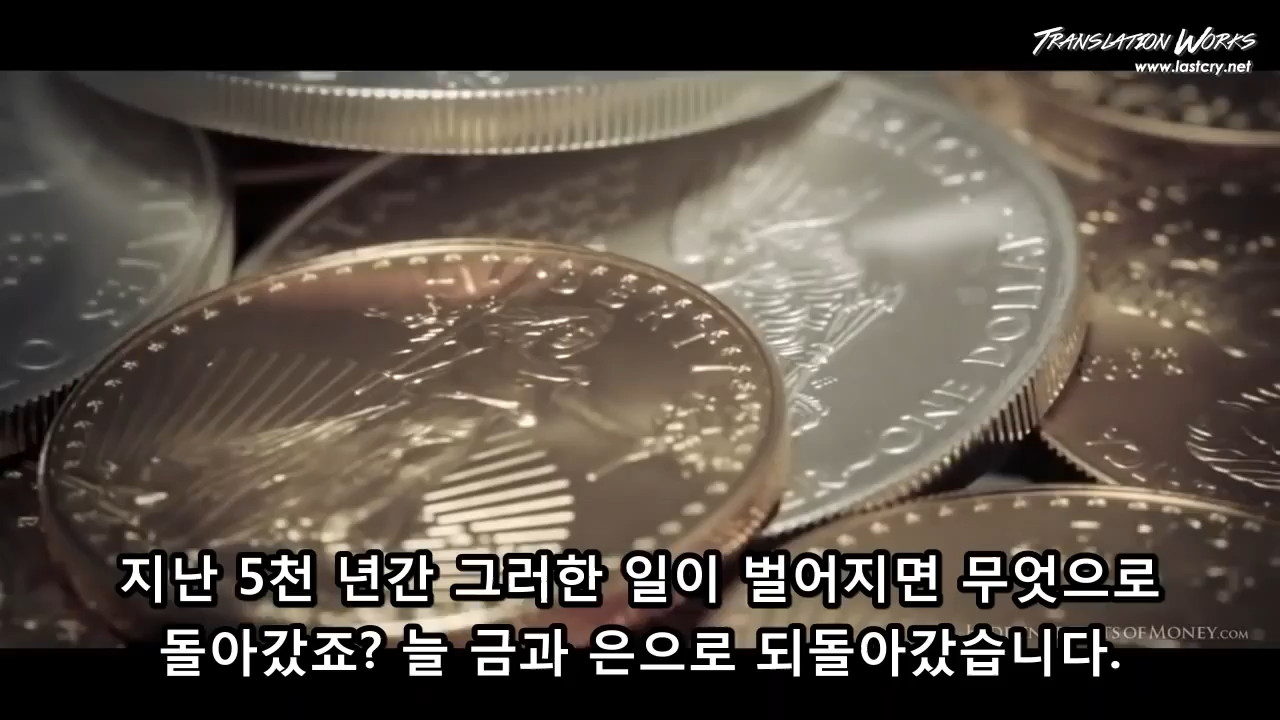 TRANSLATION WORKS
www.lastcry.net
ONE DOLLAR
지난 5천 년간 그러한 일이 벌어지면 무엇으로
돌아갔죠? 늘 금과 은으로 되돌아갔습니다.
OFMONEY.COM